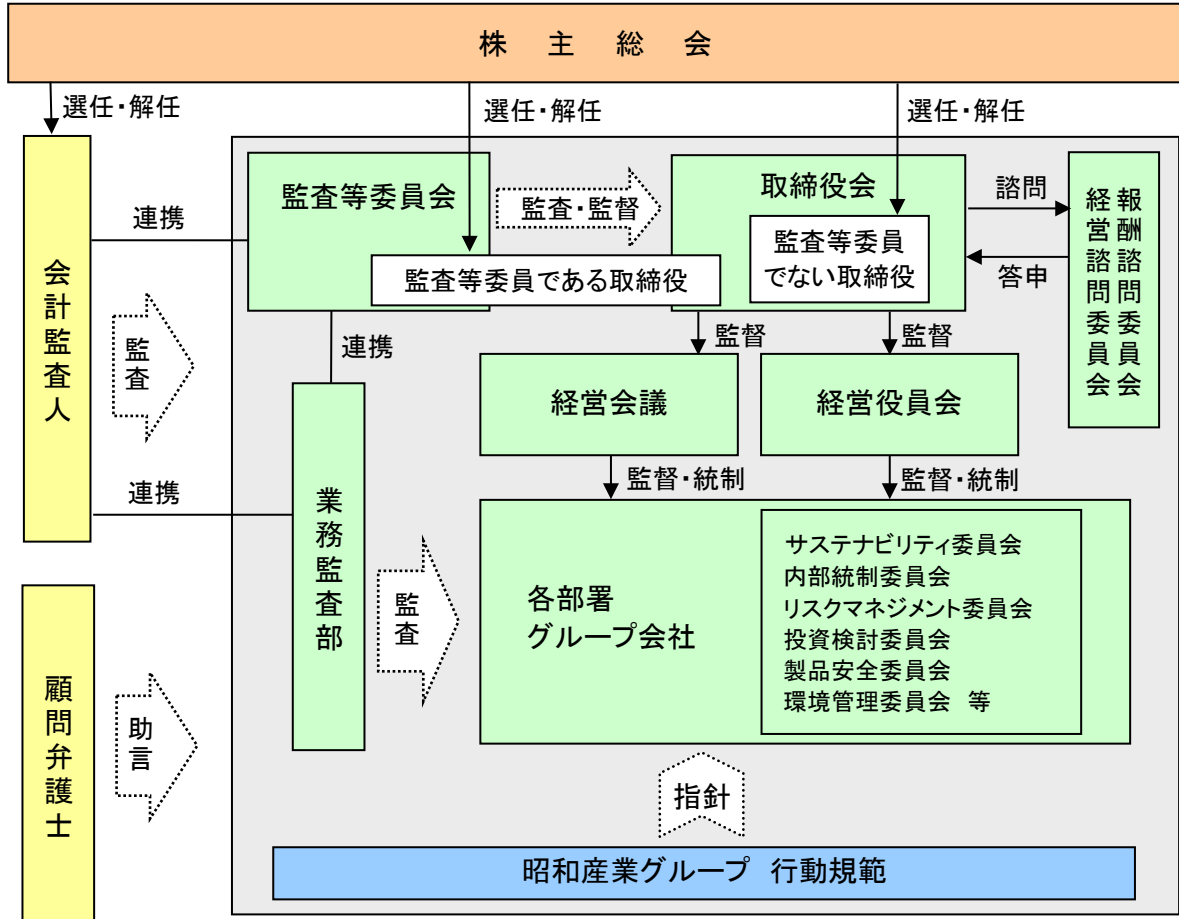 株主総会
選任・解任
選任・解任
選任・解任
監査等委員会
監査・監督
取締役会
諮問
答申
報酬諮問委員会
経営諮問委員会
監査等委員
でない取締役
監査等委員である取締役
連携
会計監査人
監査
連携
監督
監督
経営会議
経営役員会
監督・統制
監督・統制
連携
業務監査部
監査
各部署
グループ会社
サステナビリティ委員会
内部統制委員会
リスクマネジメント委員会
投資検討委員会
製品安全委員会
環境管理委員会 等
顧問弁護士
助言
指針
昭和産業グループ 行動規範